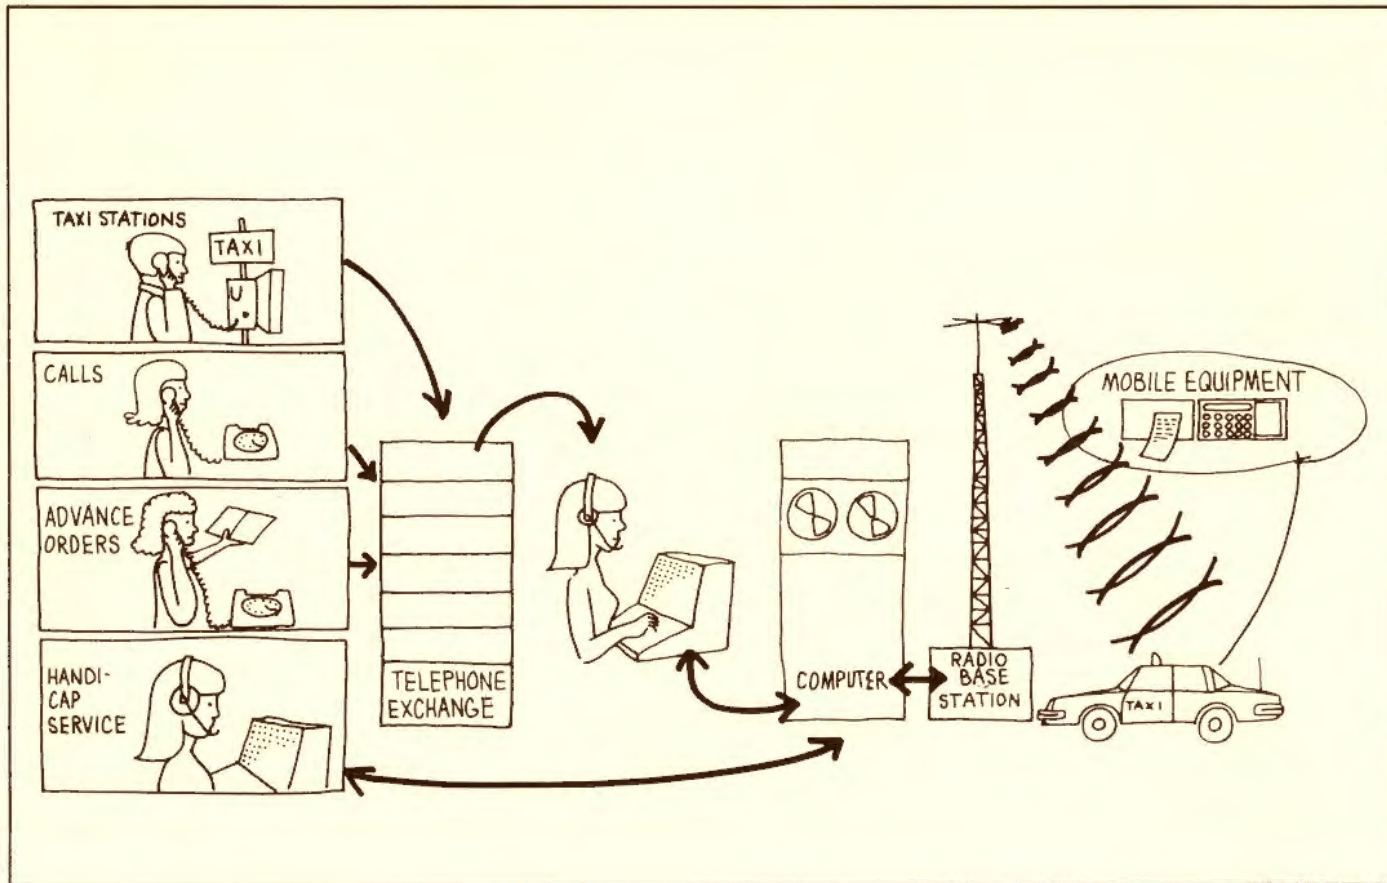 TAXI STATIONS
TAXI
CALLS
ADVANCE
ORDERS
HANDI-
CAP
SERVICE
TELEPHONE
EXCHANGE
COMPUTER
RADIO
BASE
STATION
MOBILE EQUIPMENT
TAXI